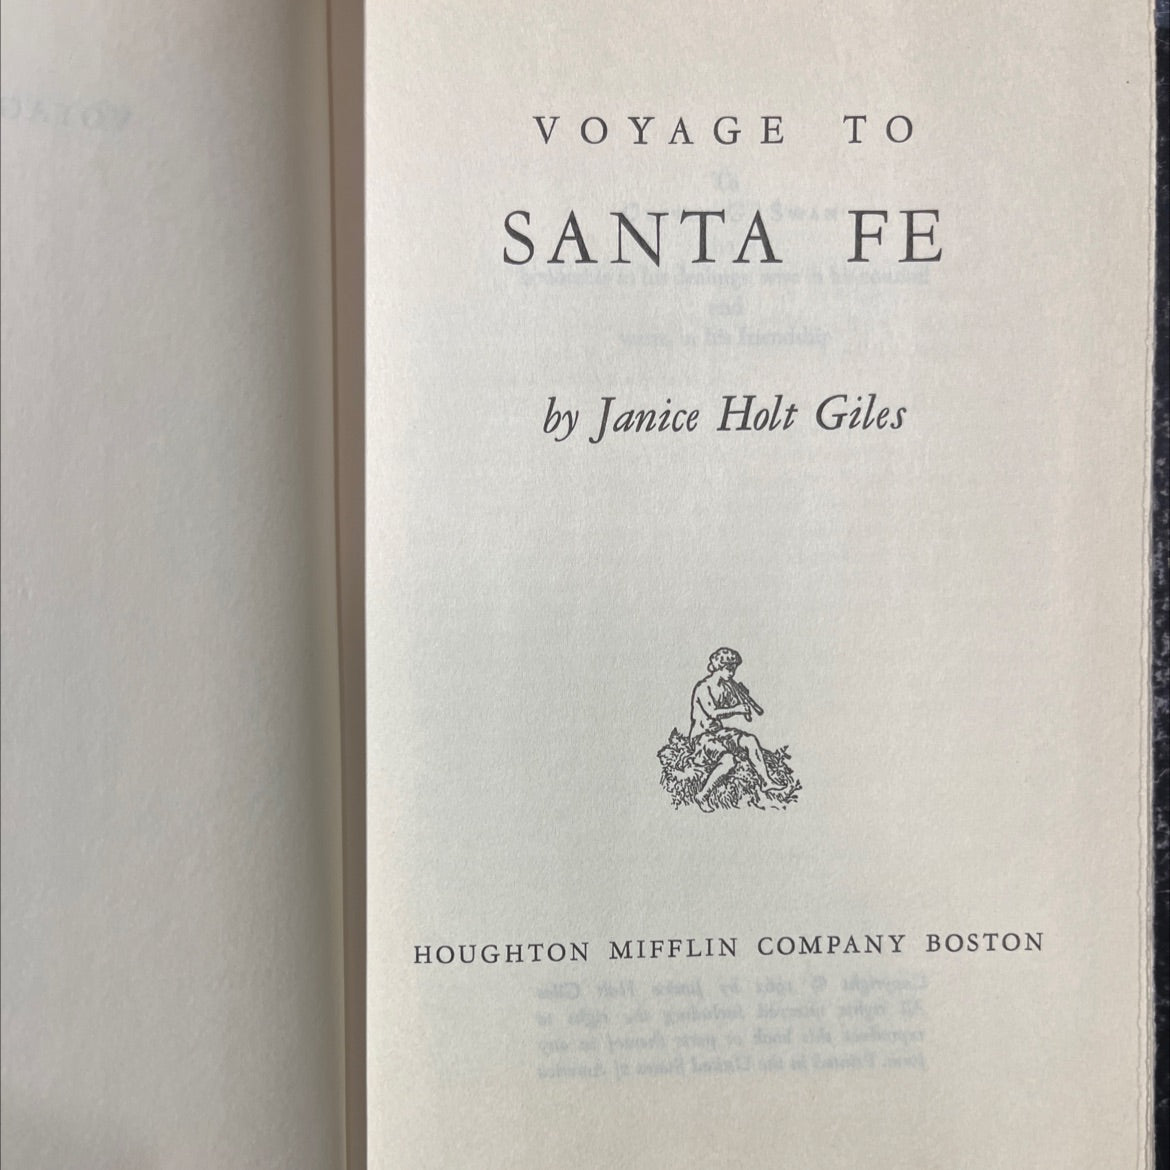 VOYAGE TO
SANTA FE
by Janice Holt Giles
HOUGHTON MIFFLIN COMPANY BOSTON